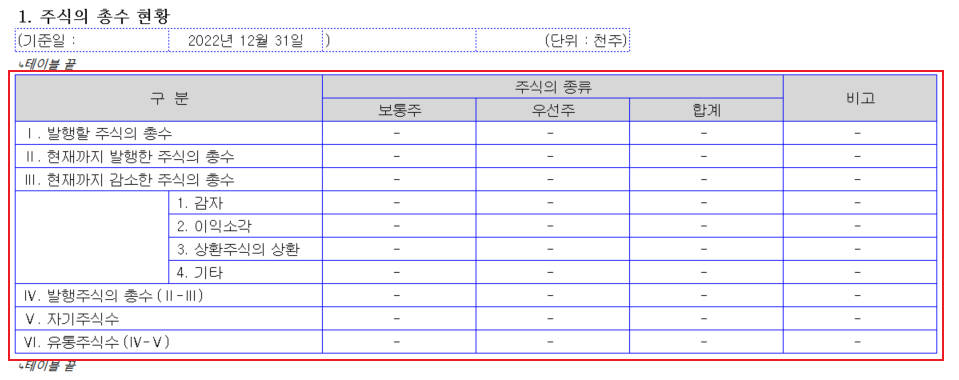 1. 주식의 총수 현황
(기준일 : 2022년 12월 31일 ) (단위 : 천주)
↳테이블 끝
구 분 주식의 종류 비고
보통주 우선주 합계
Ⅰ. 발행할 주식의 총수 - - - -
Ⅱ. 현재까지 발행한 주식의 총수 - - - -
Ⅲ. 현재까지 감소한 주식의 총수 - - - -
1. 감자 - - - -
2. 이익소각 - - - -
3. 상환주식의 상환 - - - -
4. 기타 - - - -
Ⅳ. 발행주식의 총수 (Ⅱ-Ⅲ) - - - -
Ⅴ. 자기주식수 - - - -
Ⅵ. 유통주식수 (Ⅳ-Ⅴ) - - - -
↳테이블 끝